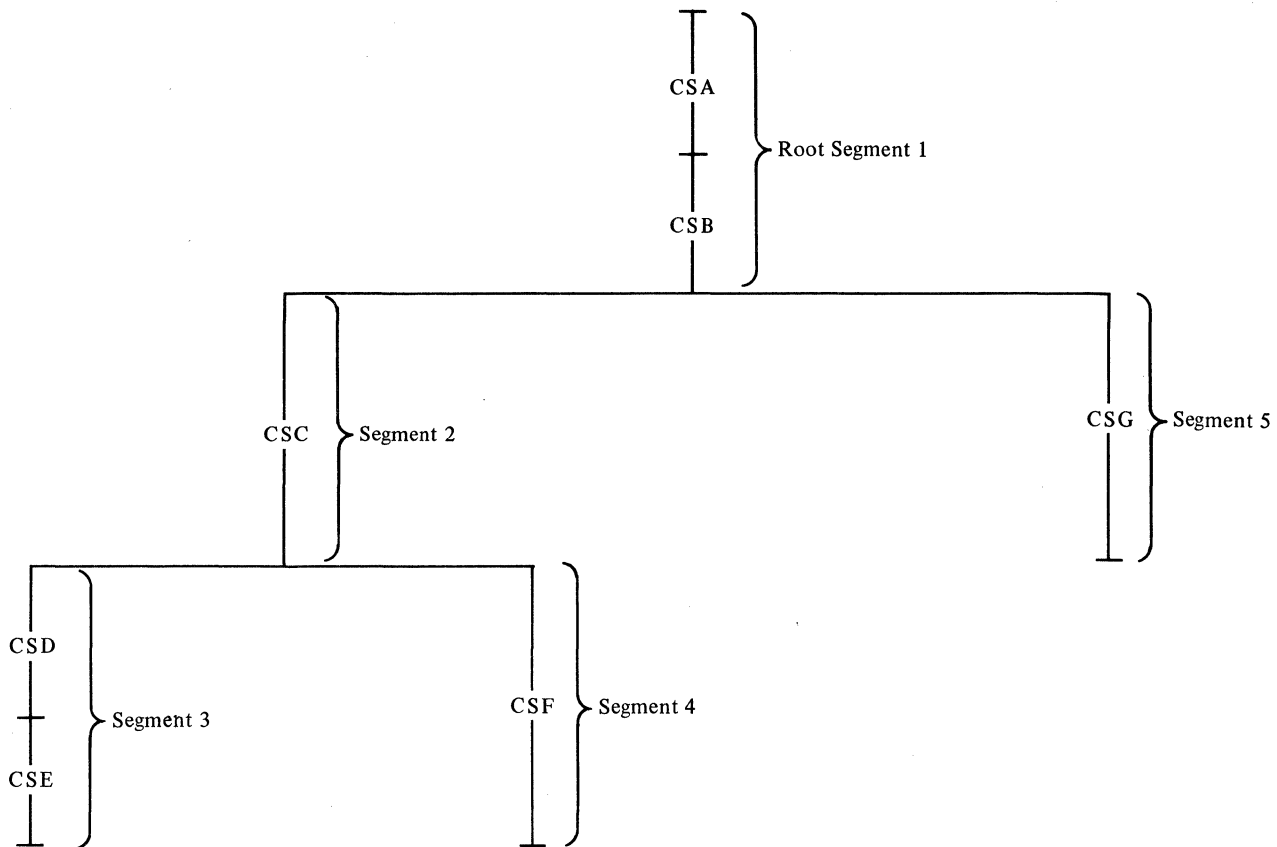 CSA
Root Segment 1
CSB
CSC
Segment 2
CSG
Segment 5
CSD
Segment 3
CSE
CSF
Segment 4